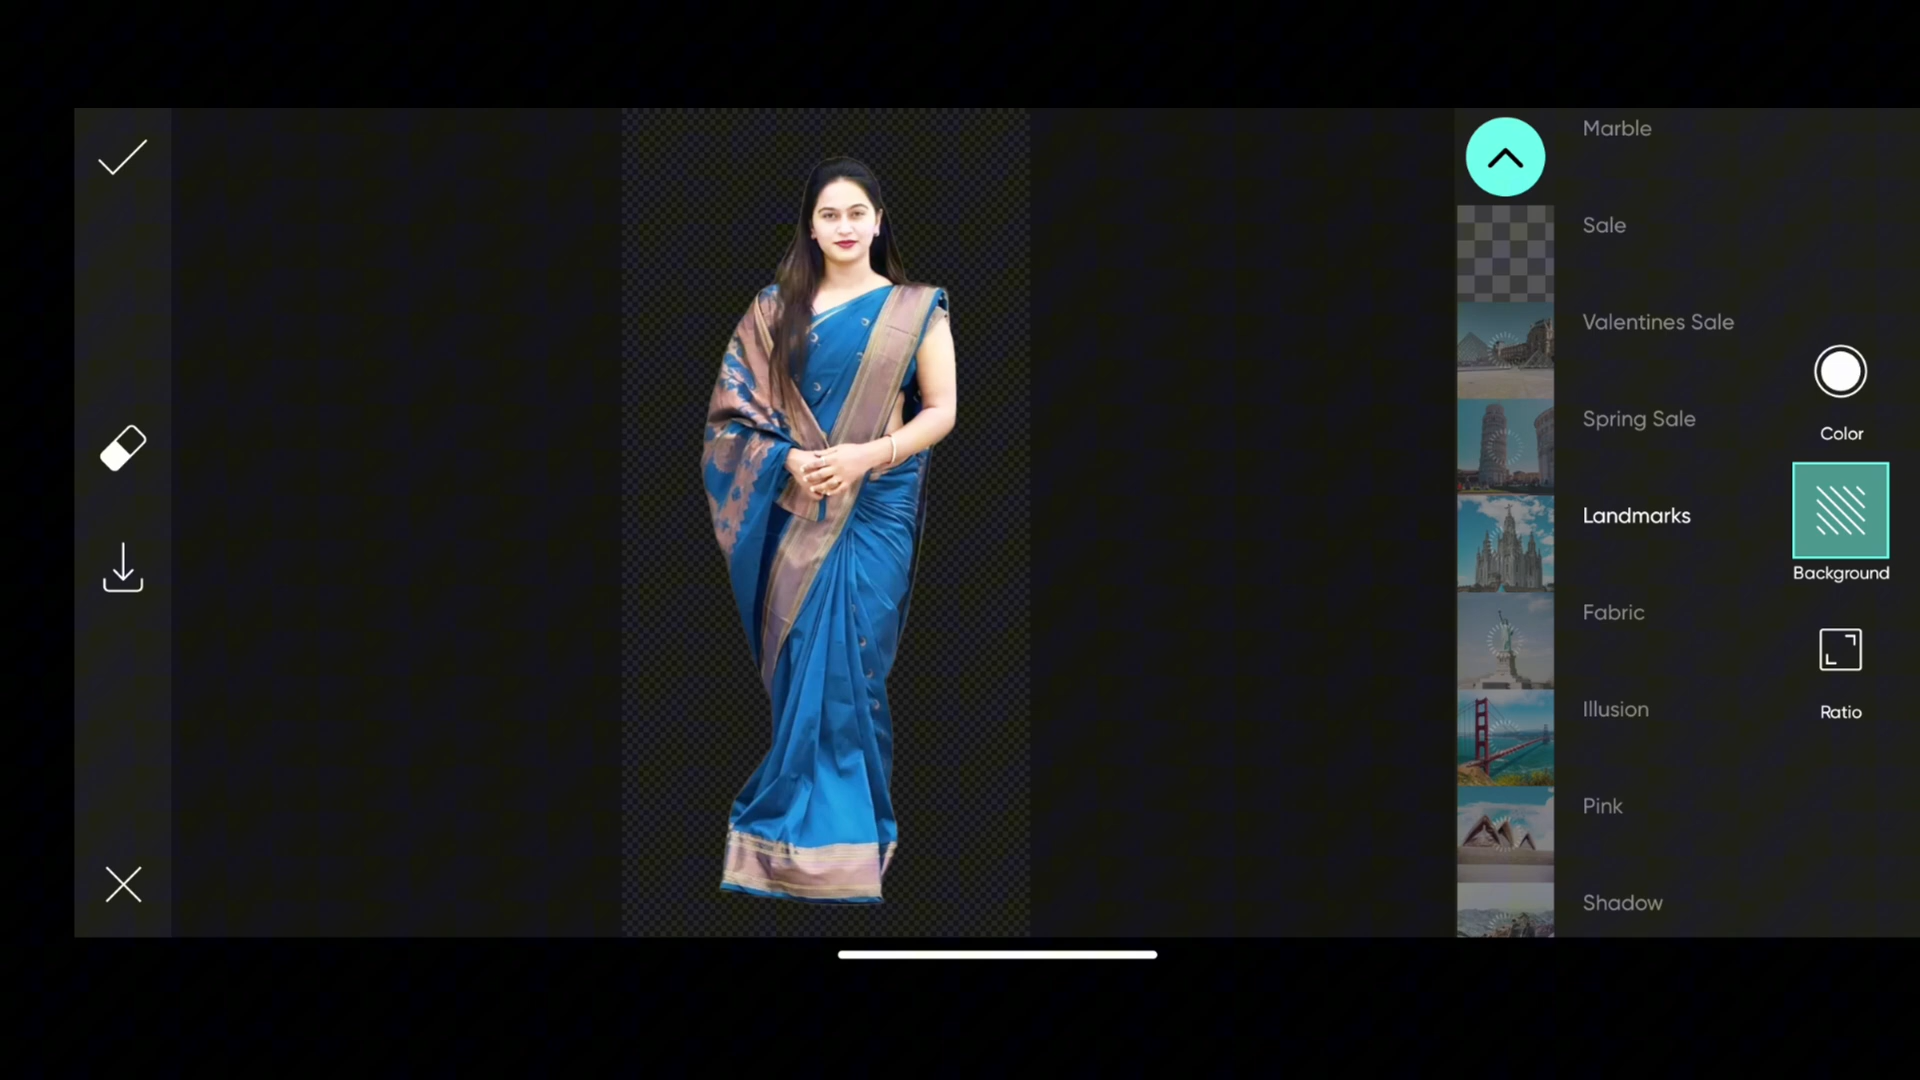 Marble
Sale
Valentines Sale
Spring Sale
Landmarks
Fabric
Illusion
Pink
Shadow
Color
Background
Ratio